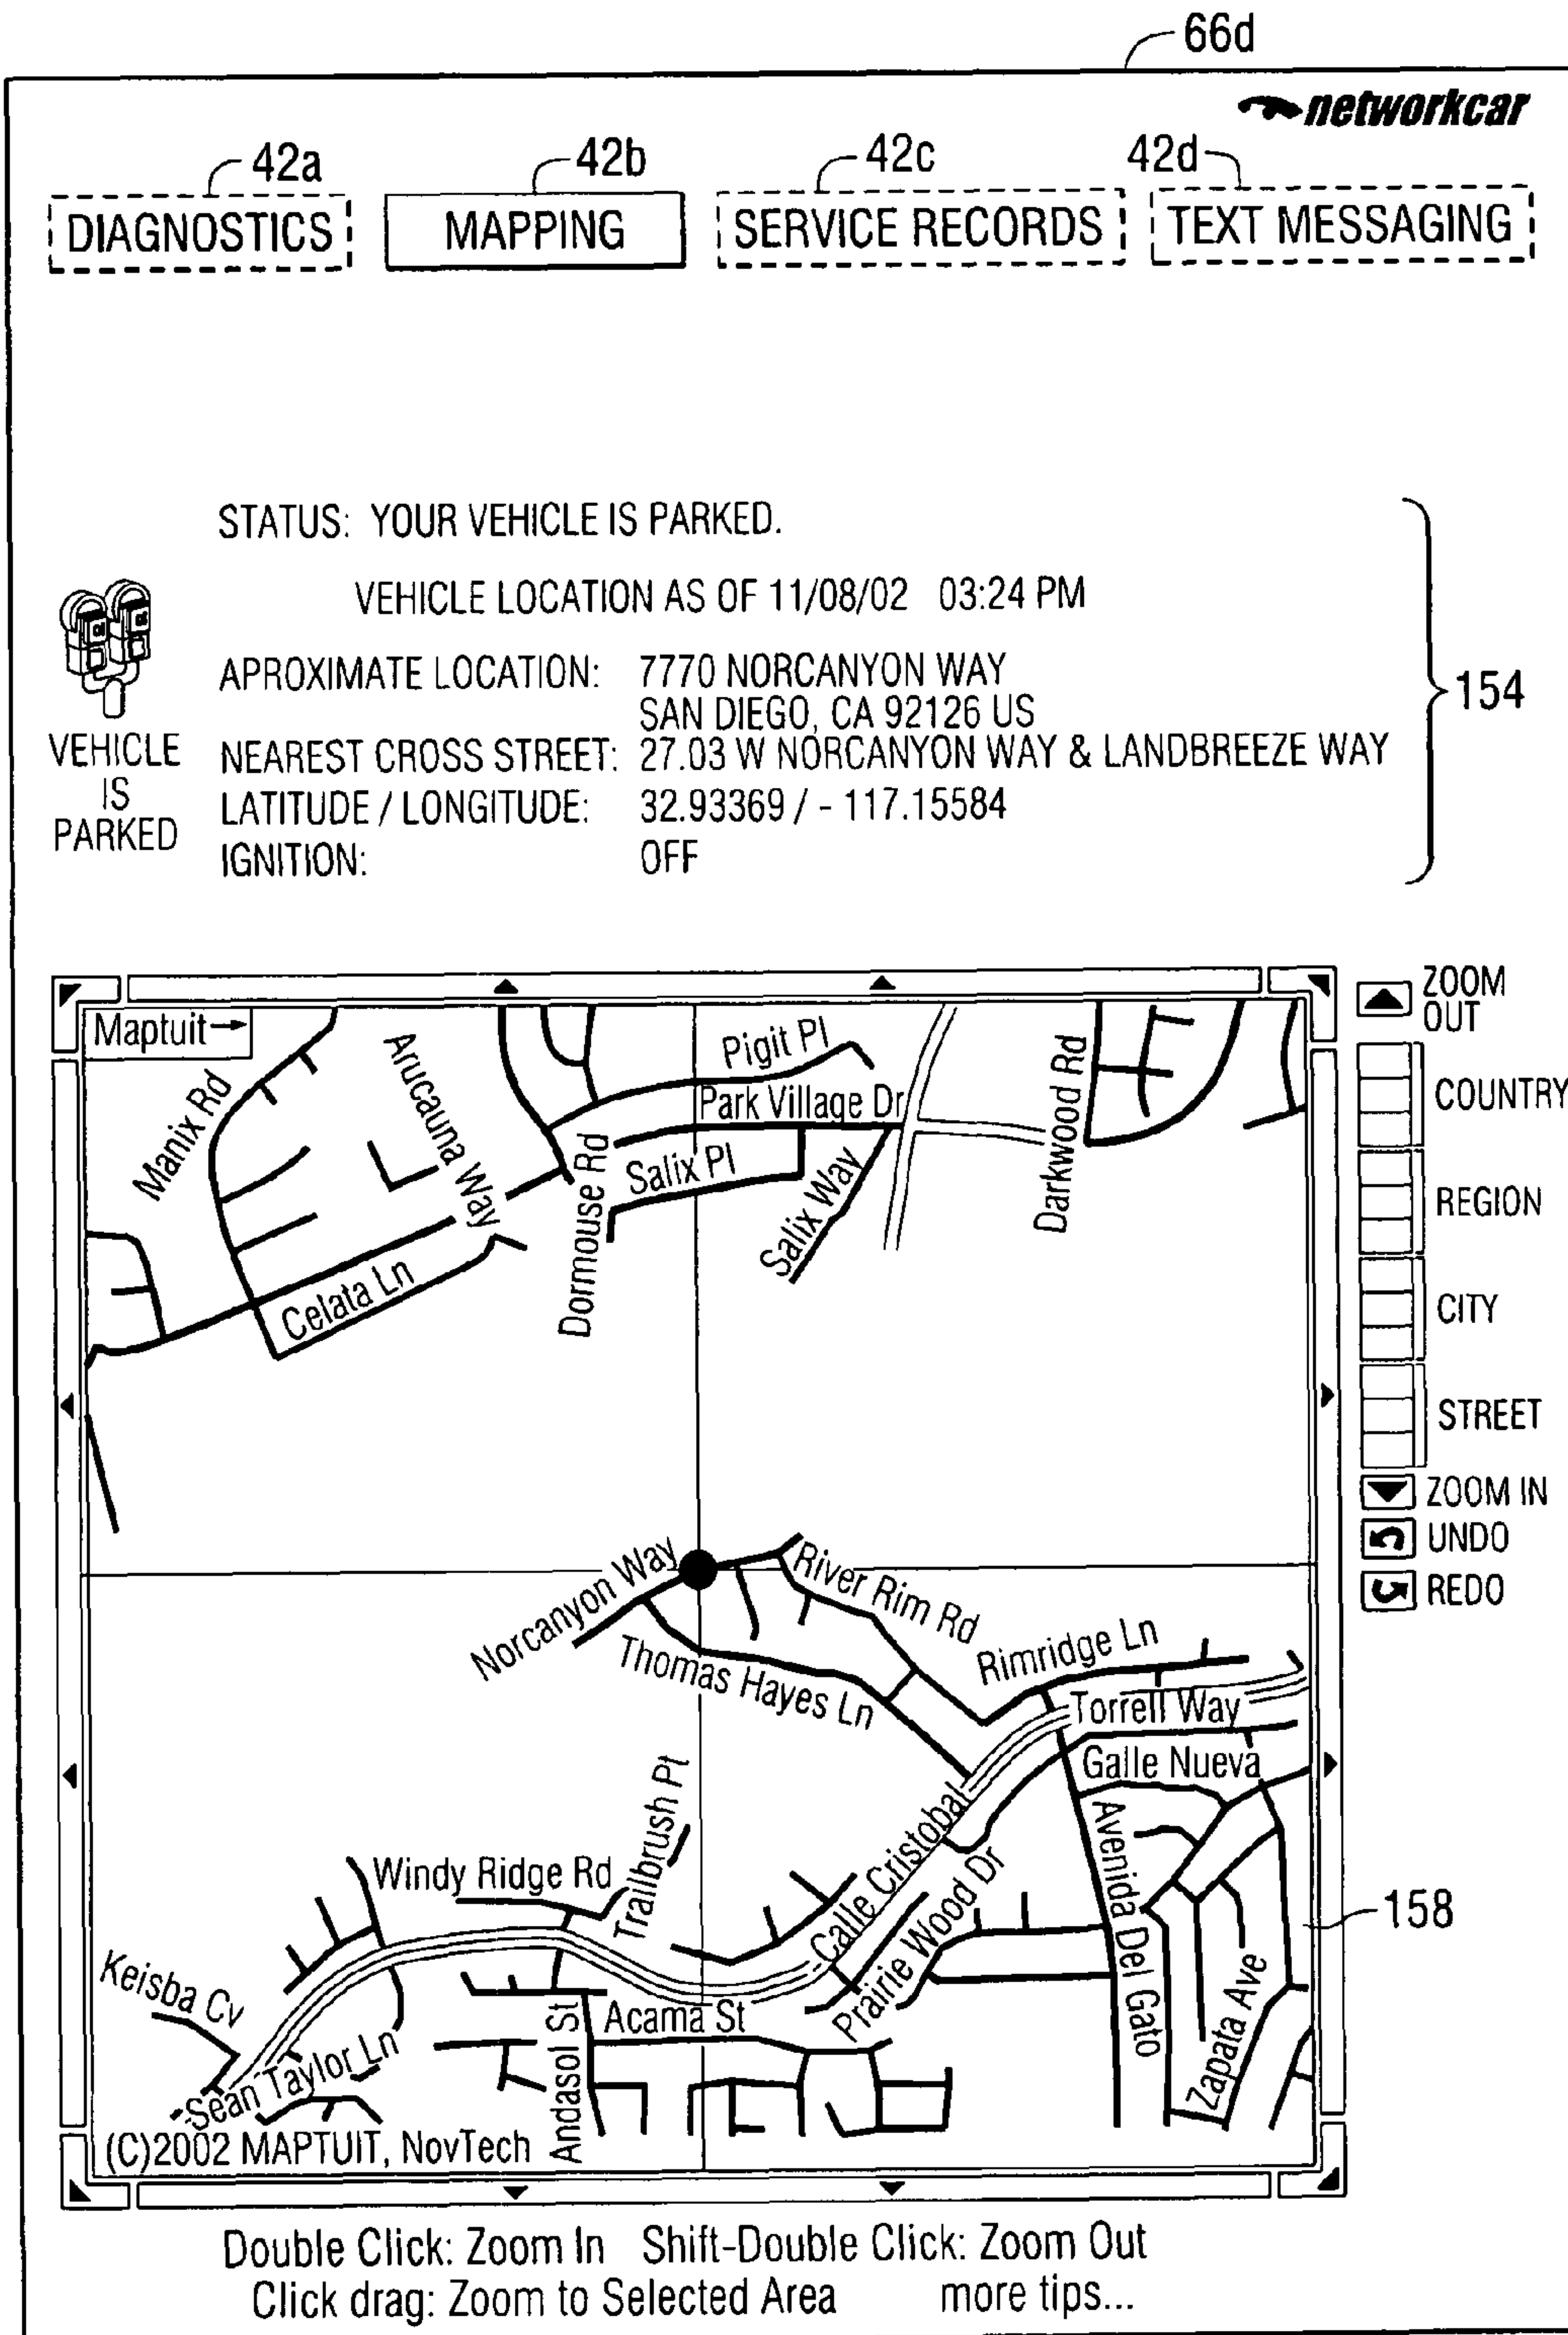 66d
networkcar
42a
42b
42c
42d
DIAGNOSTICS
MAPPING
SERVICE RECORDS
TEXT MESSAGING
STATUS: YOUR VEHICLE IS PARKED.
VEHICLE LOCATION AS OF 11/08/02 03:24 PM
APROXIMATE LOCATION: 7770 NORCANYON WAY
SAN DIEGO, CA 92126 US
NEAREST CROSS STREET: 27.03 W NORCANYON WAY & LANDBREEZE WAY
LATITUDE / LONGITUDE: 32.93369 / - 117.15584
IGNITION: OFF
VEHICLE
IS
PARKED
154
Maptuit
Manix Rd
Arucauna Way
Pigit Pl
Park Village Dr
Dormouse Rd
Salix Pl
Salix Way
Darkwood Rd
Celata Ln
ZOOM
OUT
COUNTRY
REGION
CITY
STREET
ZOOM IN
UNDO
REDO
Norcanyon Way
River Rim Rd
Thomas Hayes Ln
Rimridge Ln
Torrell Way
Galle Nueva
Trailbrush Pt
Windy Ridge Rd
Calle Cristobal
Prairie Wood Dr
Avenida Del Gato
158
Keisba Cv
Sean Taylor Ln
Andasol St
Acama St
Zapata Ave
(C)2002 MAPTUIT, NovTech
Double Click: Zoom In Shift-Double Click: Zoom Out
Click drag: Zoom to Selected Area more tips...